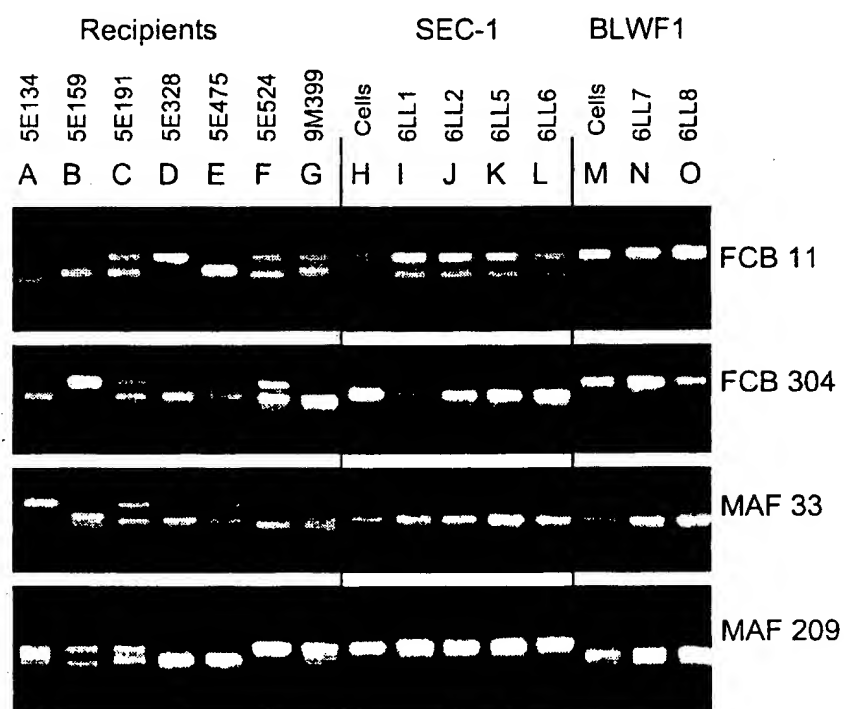 Recipients SEC-1 BLWF1
5E134 5E159 5E191 5E328 5E475 5E524 9M399 Cells 6LL1 6LL2 6LL5 6LL6 Cells 6LL7 6LL8
A B C D E F G H I J K L M N O
FCB 11
FCB 304
MAF 33
MAF 209